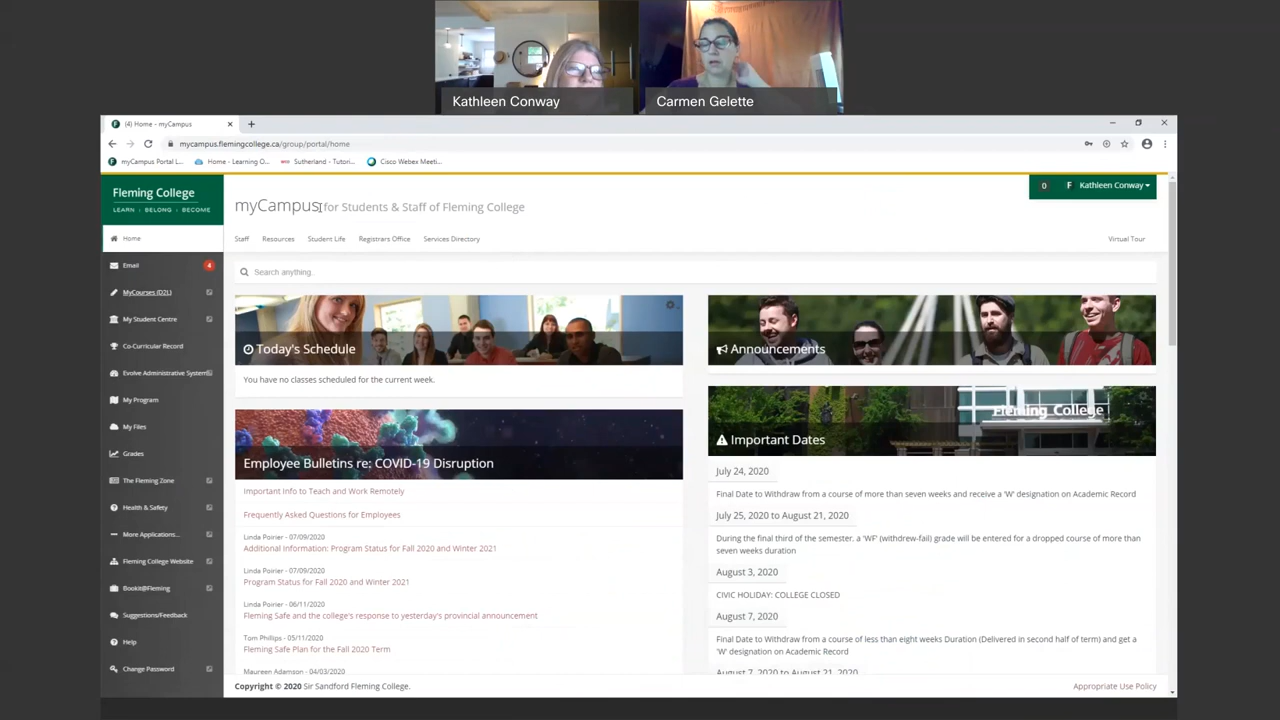 Kathleen Conway
Carmen Gelette
(4) Home - myCampus
mycampus.flemingcollege.ca/group/portal/home
myCampus Portal L...
Home - Learning O...
Sutherland - Tutori...
Cisco Webex Meeti...
Fleming College
LEARN | BELONG | BECOME
myCampus for Students & Staff of Fleming College
0
F Kathleen Conway
Staff
Resources
Student Life
Registrars Office
Services Directory
Virtual Tour
Search anything.
Home
Email
4
MyCourses (D2L)
My Student Centre
Co-Curricular Record
Evolve Administrative System
My Program
My Files
Grades
The Fleming Zone
Health & Safety
More Applications...
Fleming College Website
Bookit@Fleming
Suggestions/Feedback
Help
Change Password
Today's Schedule
You have no classes scheduled for the current week.
Employee Bulletins re: COVID-19 Disruption
Important Info to Teach and Work Remotely
Frequently Asked Questions for Employees
Linda Poirier - 07/09/2020
Additional Information: Program Status for Fall 2020 and Winter 2021
Linda Poirier - 07/09/2020
Program Status for Fall 2020 and Winter 2021
Linda Poirier - 06/11/2020
Fleming Safe and the college's response to yesterday's provincial announcement
Tom Phillips - 05/11/2020
Fleming Safe Plan for the Fall 2020 Term
Maureen Adamson - 04/03/2020
Announcements
Fleming College
Important Dates
July 24, 2020
Final Date to Withdraw from a course of more than seven weeks and receive a 'W' designation on Academic Record
July 25, 2020 to August 21, 2020
During the final third of the semester. a 'WF' (withdrew-fail) grade will be entered for a dropped course of more than
seven weeks duration
August 3, 2020
CIVIC HOLIDAY: COLLEGE CLOSED
August 7, 2020
Final Date to Withdraw from a course of less than eight weeks Duration (Delivered in second half of term) and get a
'W' designation on Academic Record
August 7, 2020 to August 21, 2020
Copyright © 2020 Sir Sandford Fleming College.
Appropriate Use Policy